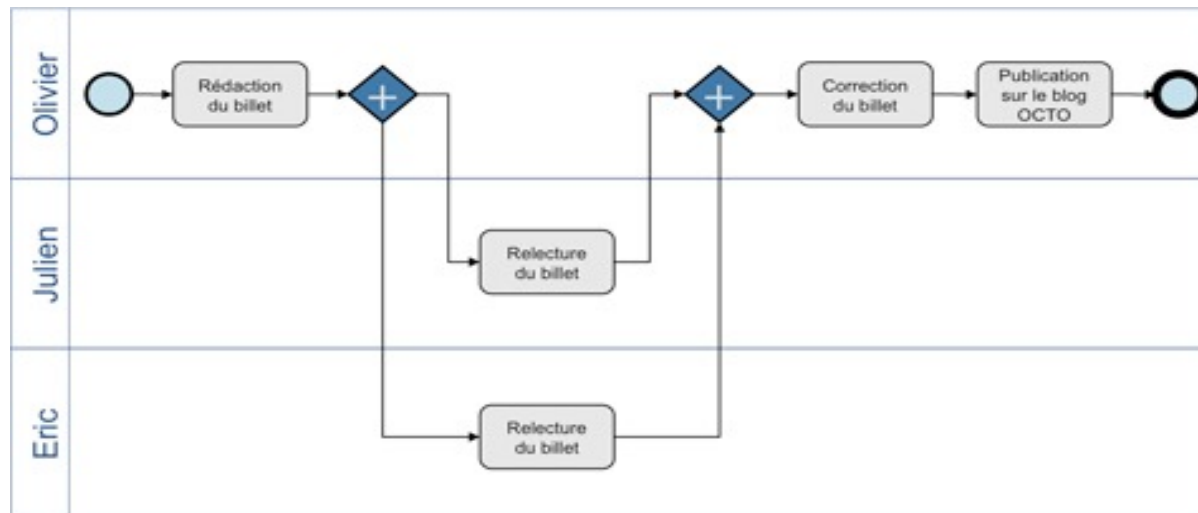 Olivier
Rédaction
du billet
Correction
du billet
Publication
sur le blog
OCTO
Julien
Relecture
du billet
Eric
Relecture
du billet